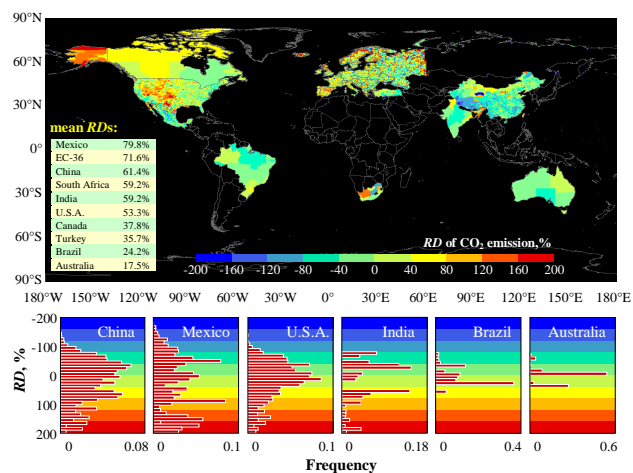 90°N
60°N
30°N
0°
30°S
60°S
90°S
mean RDs:
Mexico 79.8%
EC-36 71.6%
China 61.4%
South Africa 59.2%
India 59.2%
U.S.A. 53.3%
Canada 37.8%
Turkey 35.7%
Brazil 24.2%
Australia 17.5%
RD of CO2 emission,%
-200 -160 -120 -80 -40 0 40 80 120 160 200
180°W 150°W 120°W 90°W 60°W 30°W 0° 30°E 60°E 90°E 120°E 150°E 180°E
RD, %
-200
-100
0
100
200
China Mexico U.S.A. India Brazil Australia
0 0.08 0 0.1 0 0.1 0 0.18 0 0.4 0 0.6
Frequency